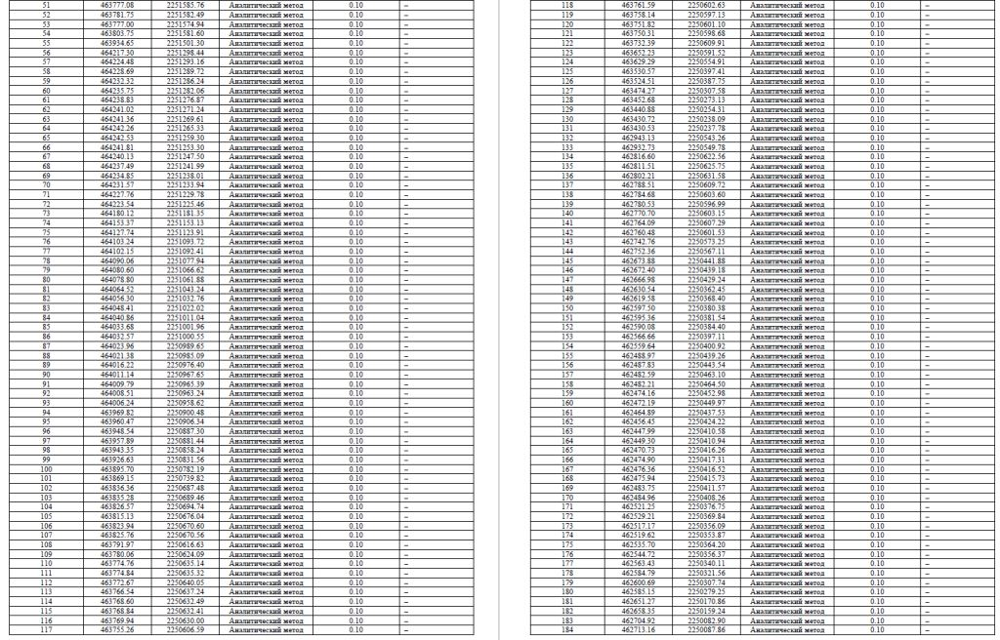 51 463777.08 2251585.76 Аналитический метод 0.10 –
52 463781.75 2251582.49 Аналитический метод 0.10 –
53 463777.00 2251574.94 Аналитический метод 0.10 –
54 463803.75 2251581.60 Аналитический метод 0.10 –
55 463934.65 2251501.30 Аналитический метод 0.10 –
56 464217.30 2251298.44 Аналитический метод 0.10 –
57 464224.48 2251293.16 Аналитический метод 0.10 –
58 464228.69 2251289.72 Аналитический метод 0.10 –
59 464232.32 2251286.24 Аналитический метод 0.10 –
60 464235.75 2251282.06 Аналитический метод 0.10 –
61 464238.83 2251276.87 Аналитический метод 0.10 –
62 464241.02 2251271.24 Аналитический метод 0.10 –
63 464241.36 2251269.61 Аналитический метод 0.10 –
64 464242.26 2251265.33 Аналитический метод 0.10 –
65 464242.53 2251259.30 Аналитический метод 0.10 –
66 464241.81 2251253.30 Аналитический метод 0.10 –
67 464240.13 2251247.50 Аналитический метод 0.10 –
68 464237.49 2251241.99 Аналитический метод 0.10 –
69 464234.85 2251238.01 Аналитический метод 0.10 –
70 464231.57 2251233.94 Аналитический метод 0.10 –
71 464227.76 2251229.78 Аналитический метод 0.10 –
72 464223.54 2251225.46 Аналитический метод 0.10 –
73 464180.12 2251181.35 Аналитический метод 0.10 –
74 464153.37 2251153.13 Аналитический метод 0.10 –
75 464127.74 2251123.91 Аналитический метод 0.10 –
76 464103.24 2251093.72 Аналитический метод 0.10 –
77 464102.15 2251092.41 Аналитический метод 0.10 –
78 464090.06 2251077.94 Аналитический метод 0.10 –
79 464080.60 2251066.62 Аналитический метод 0.10 –
80 464078.80 2251061.88 Аналитический метод 0.10 –
81 464064.52 2251043.24 Аналитический метод 0.10 –
82 464056.30 2251032.76 Аналитический метод 0.10 –
83 464048.41 2251022.02 Аналитический метод 0.10 –
84 464040.86 2251011.04 Аналитический метод 0.10 –
85 464033.68 2251001.96 Аналитический метод 0.10 –
86 464032.57 2251000.55 Аналитический метод 0.10 –
87 464023.96 2250989.65 Аналитический метод 0.10 –
88 464021.38 2250985.09 Аналитический метод 0.10 –
89 464016.22 2250976.40 Аналитический метод 0.10 –
90 464011.14 2250967.65 Аналитический метод 0.10 –
91 464009.79 2250965.39 Аналитический метод 0.10 –
92 464008.51 2250963.24 Аналитический метод 0.10 –
93 464006.24 2250958.62 Аналитический метод 0.10 –
94 463969.82 2250900.48 Аналитический метод 0.10 –
95 463960.47 2250906.34 Аналитический метод 0.10 –
96 463948.54 2250887.30 Аналитический метод 0.10 –
97 463957.89 2250881.44 Аналитический метод 0.10 –
98 463943.35 2250858.24 Аналитический метод 0.10 –
99 463926.63 2250831.56 Аналитический метод 0.10 –
100 463895.70 2250782.19 Аналитический метод 0.10 –
101 463869.15 2250739.82 Аналитический метод 0.10 –
102 463836.36 2250687.48 Аналитический метод 0.10 –
103 463835.28 2250689.46 Аналитический метод 0.10 –
104 463826.57 2250694.74 Аналитический метод 0.10 –
105 463815.13 2250676.04 Аналитический метод 0.10 –
106 463823.94 2250670.60 Аналитический метод 0.10 –
107 463825.76 2250670.56 Аналитический метод 0.10 –
108 463791.97 2250616.63 Аналитический метод 0.10 –
109 463780.06 2250624.09 Аналитический метод 0.10 –
110 463774.76 2250635.14 Аналитический метод 0.10 –
111 463774.84 2250635.32 Аналитический метод 0.10 –
112 463772.67 2250640.05 Аналитический метод 0.10 –
113 463766.54 2250637.24 Аналитический метод 0.10 –
114 463768.60 2250632.49 Аналитический метод 0.10 –
115 463768.84 2250632.41 Аналитический метод 0.10 –
116 463769.94 2250630.00 Аналитический метод 0.10 –
117 463755.26 2250606.59 Аналитический метод 0.10 –
118 463761.59 2250602.63 Аналитический метод 0.10 –
119 463758.14 2250597.13 Аналитический метод 0.10 –
120 463751.82 2250601.10 Аналитический метод 0.10 –
121 463750.31 2250598.68 Аналитический метод 0.10 –
122 463732.39 2250609.91 Аналитический метод 0.10 –
123 463652.23 2250591.52 Аналитический метод 0.10 –
124 463629.29 2250554.91 Аналитический метод 0.10 –
125 463530.57 2250397.41 Аналитический метод 0.10 –
126 463524.51 2250387.75 Аналитический метод 0.10 –
127 463474.27 2250307.58 Аналитический метод 0.10 –
128 463452.68 2250273.13 Аналитический метод 0.10 –
129 463440.88 2250254.31 Аналитический метод 0.10 –
130 463430.72 2250238.09 Аналитический метод 0.10 –
131 463430.53 2250237.78 Аналитический метод 0.10 –
132 462943.13 2250543.26 Аналитический метод 0.10 –
133 462932.73 2250549.78 Аналитический метод 0.10 –
134 462816.60 2250622.56 Аналитический метод 0.10 –
135 462811.51 2250625.75 Аналитический метод 0.10 –
136 462802.21 2250631.58 Аналитический метод 0.10 –
137 462788.51 2250609.72 Аналитический метод 0.10 –
138 462784.68 2250603.60 Аналитический метод 0.10 –
139 462780.53 2250596.99 Аналитический метод 0.10 –
140 462770.70 2250603.15 Аналитический метод 0.10 –
141 462764.09 2250607.29 Аналитический метод 0.10 –
142 462760.48 2250601.53 Аналитический метод 0.10 –
143 462742.76 2250573.25 Аналитический метод 0.10 –
144 462752.36 2250567.11 Аналитический метод 0.10 –
145 462673.88 2250441.88 Аналитический метод 0.10 –
146 462672.40 2250439.18 Аналитический метод 0.10 –
147 462666.98 2250429.24 Аналитический метод 0.10 –
148 462630.54 2250362.45 Аналитический метод 0.10 –
149 462619.58 2250368.40 Аналитический метод 0.10 –
150 462597.50 2250380.38 Аналитический метод 0.10 –
151 462595.36 2250381.54 Аналитический метод 0.10 –
152 462590.08 2250384.40 Аналитический метод 0.10 –
153 462566.66 2250397.11 Аналитический метод 0.10 –
154 462559.64 2250400.92 Аналитический метод 0.10 –
155 462488.97 2250439.26 Аналитический метод 0.10 –
156 462487.83 2250443.54 Аналитический метод 0.10 –
157 462482.59 2250463.10 Аналитический метод 0.10 –
158 462482.21 2250464.50 Аналитический метод 0.10 –
159 462474.16 2250452.98 Аналитический метод 0.10 –
160 462472.19 2250449.97 Аналитический метод 0.10 –
161 462464.89 2250437.53 Аналитический метод 0.10 –
162 462456.45 2250424.22 Аналитический метод 0.10 –
163 462447.99 2250410.58 Аналитический метод 0.10 –
164 462449.30 2250410.94 Аналитический метод 0.10 –
165 462470.73 2250416.26 Аналитический метод 0.10 –
166 462474.90 2250417.31 Аналитический метод 0.10 –
167 462476.36 2250416.52 Аналитический метод 0.10 –
168 462475.94 2250415.73 Аналитический метод 0.10 –
169 462483.75 2250411.57 Аналитический метод 0.10 –
170 462484.96 2250408.26 Аналитический метод 0.10 –
171 462521.25 2250376.75 Аналитический метод 0.10 –
172 462529.21 2250369.84 Аналитический метод 0.10 –
173 462517.17 2250356.09 Аналитический метод 0.10 –
174 462519.62 2250353.87 Аналитический метод 0.10 –
175 462535.70 2250364.20 Аналитический метод 0.10 –
176 462544.72 2250356.37 Аналитический метод 0.10 –
177 462563.43 2250340.11 Аналитический метод 0.10 –
178 462584.79 2250321.56 Аналитический метод 0.10 –
179 462600.69 2250307.74 Аналитический метод 0.10 –
180 462585.15 2250279.25 Аналитический метод 0.10 –
181 462651.27 2250170.86 Аналитический метод 0.10 –
182 462658.35 2250159.24 Аналитический метод 0.10 –
183 462704.92 2250082.90 Аналитический метод 0.10 –
184 462713.16 2250087.86 Аналитический метод 0.10 –